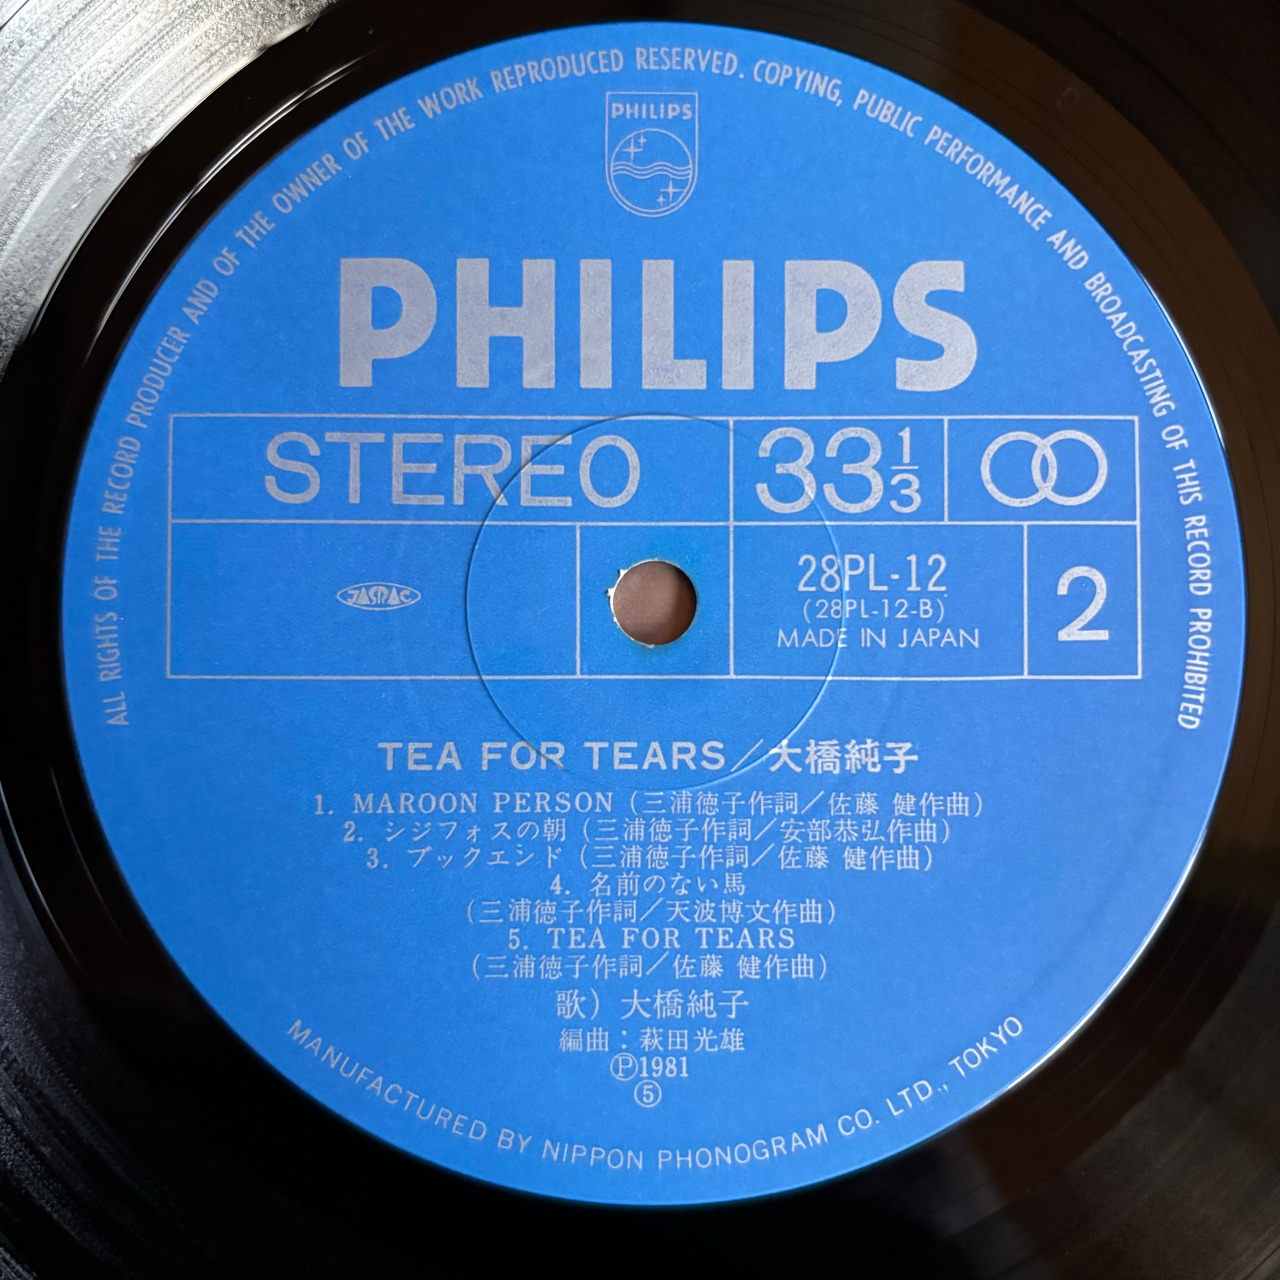 ALL RIGHTS OF THE RECORD PRODUCER AND OF THE OWNER OF THE WORK REPRODUCED RESERVED. COPYING, PUBLIC PERFORMANCE AND BROADCASTING OF THIS RECORD PROHIBITED
PHILIPS
PHILIPS
STEREO
33 1/3
JASRAC
28PL-12
(28PL-12-B)
MADE IN JAPAN
2
TEA FOR TEARS／大橋純子
1. MAROON PERSON (三浦徳子作詞／佐藤 健作曲)
2. シジフォスの朝 (三浦徳子作詞／安部恭弘作曲)
3. ブックエンド (三浦徳子作詞／佐藤 健作曲)
4. 名前のない馬
(三浦徳子作詞／天波博文作曲)
5. TEA FOR TEARS
(三浦徳子作詞／佐藤 健作曲)
歌) 大橋純子
編曲：萩田光雄
Ⓟ1981
⑤
MANUFACTURED BY NIPPON PHONOGRAM CO. LTD., TOKYO